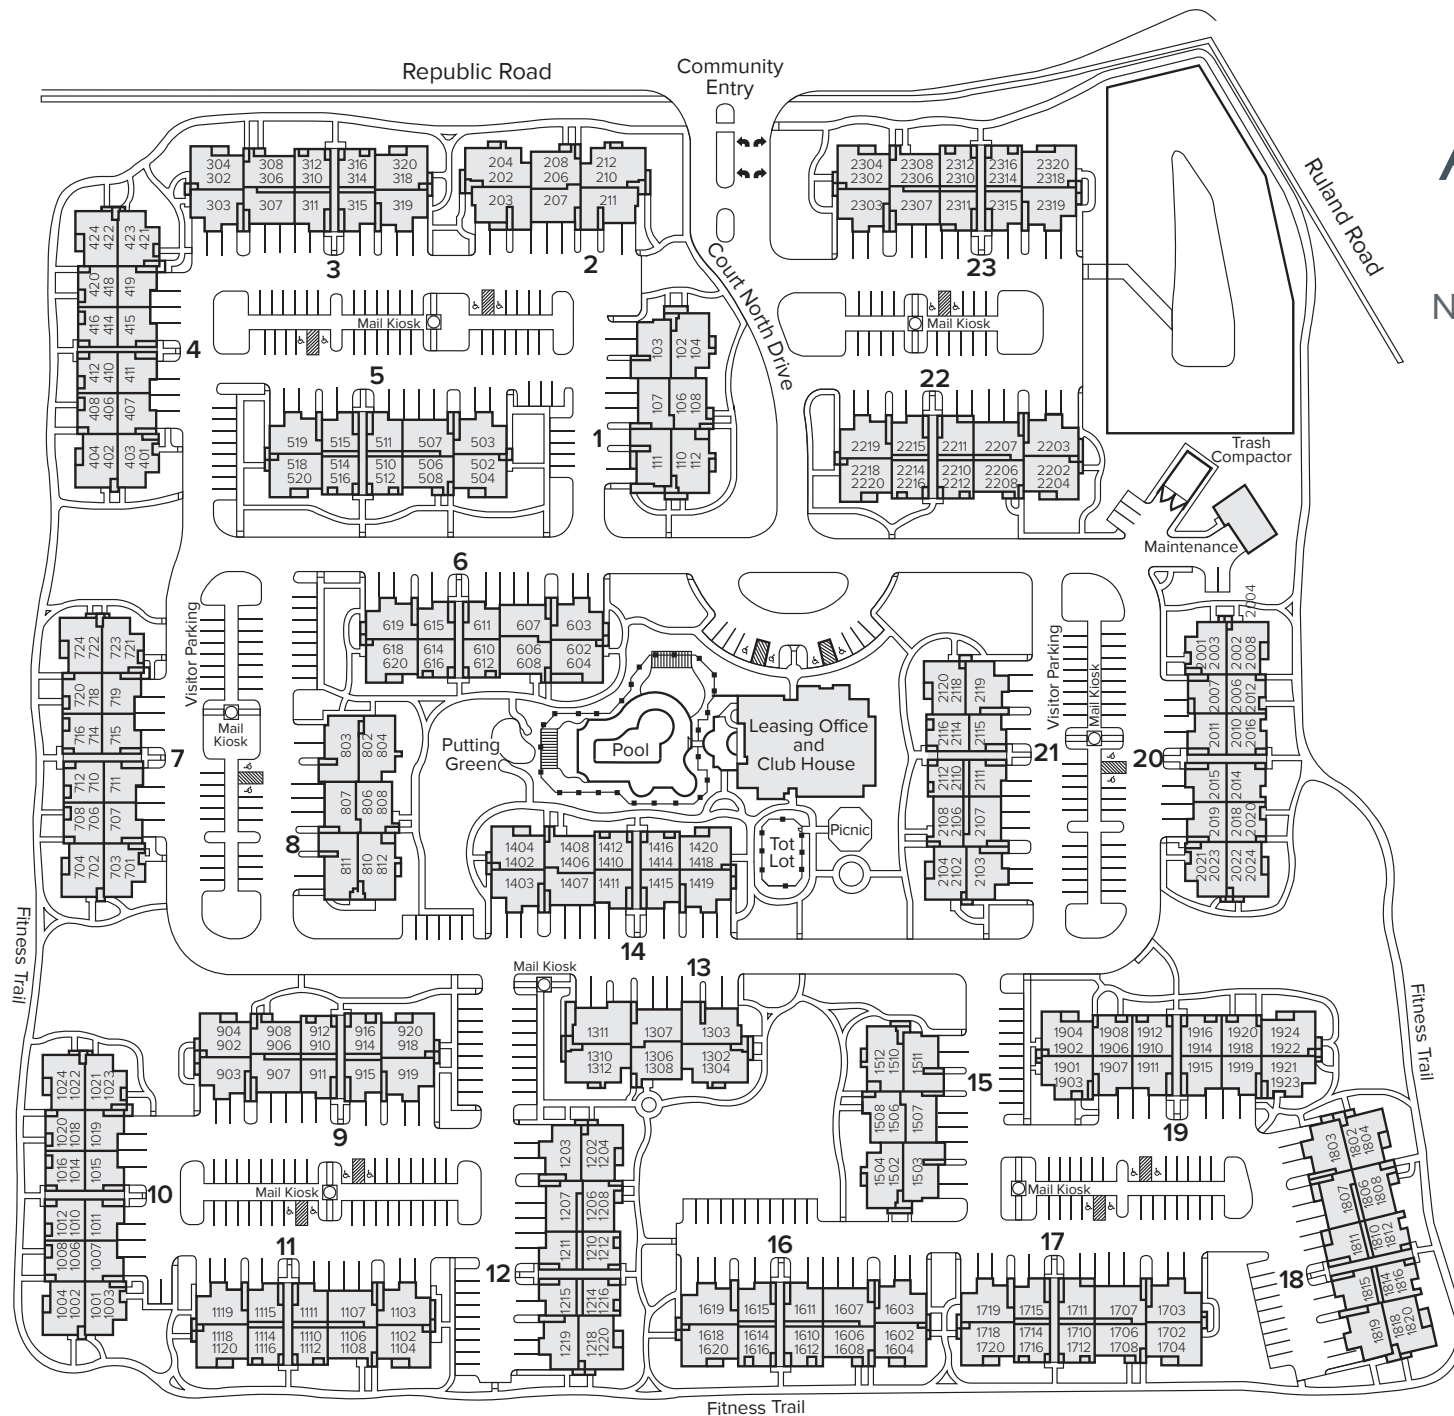 Republic Road
Community
Entry
Ruland Road
Court North Drive
A
N
304 308 312 316 320
302 306 310 314 318
303 307 311 315 319
3
204 208 212
202 206 210
203 207 211
2
2304 2308 2312 2316 2320
2302 2306 2310 2314 2318
2303 2307 2311 2315 2319
23
424 422 423 421
420 418 419
416 414 415
412 410 411
408 406 407
404 402 403 401
4
Mail Kiosk
Mail Kiosk
103 102 104
107 106 108
111 110 112
1
5
519 515 511 507 503
518 514 510 506 502
520 516 512 508 504
22
2219 2215 2211 2207 2203
2218 2214 2210 2206 2202
2220 2216 2212 2208 2204
Trash
Compactor
Maintenance
6
619 615 611 607 603
618 614 610 606 602
620 616 612 608 604
724 722 723 721
720 718 719
716 714 715
712 710 711
708 706 707
704 702 703 701
7
Visitor Parking
Mail
Kiosk
803 802 804
807 806 808
811 810 812
8
Putting
Green
Pool
Leasing Office
and
Club House
Tot
Lot
Picnic
2120 2118 2119
2116 2114 2115
2112 2110 2111
2108 2106 2107
2104 2102 2103
21
Visitor Parking
Mail Kiosk
2004
2001 2003 2002 2008
2007 2006 2012
2011 2010 2016
2015 2014
2019 2018 2020
2021 2023 2022 2024
20
1404 1408 1412 1416 1420
1402 1406 1410 1414 1418
1403 1407 1411 1415 1419
14
Fitness Trail
Fitness Trail
Mail Kiosk
13
1311 1307 1303
1310 1306 1302
1312 1308 1304
904 908 912 916 920
902 906 910 914 918
903 907 911 915 919
9
1512 1510 1511
1508 1506 1507
1504 1502 1503
15
1904 1908 1912 1916 1920 1924
1902 1906 1910 1914 1918 1922
1901 1907 1911 1915 1919 1921
1903 1923
19
1024 1022 1021 1023
1020 1018 1019
1016 1014 1015
1012 1010 1011
1008 1006 1007
1004 1002 1001 1003
10
Mail Kiosk
1203 1202 1204
1207 1206 1208
1211 1210 1212
1215 1214 1216
1219 1218 1220
12
Mail Kiosk
1803 1802 1804
1807 1806 1808
1811 1810 1812
1815 1814 1816
1819 1818 1820
18
11
1119 1115 1111 1107 1103
1118 1114 1110 1106 1102
1120 1116 1112 1108 1104
16
1619 1615 1611 1607 1603
1618 1614 1610 1606 1602
1620 1616 1612 1608 1604
17
1719 1715 1711 1707 1703
1718 1714 1710 1706 1702
1720 1716 1712 1708 1704
Fitness Trail